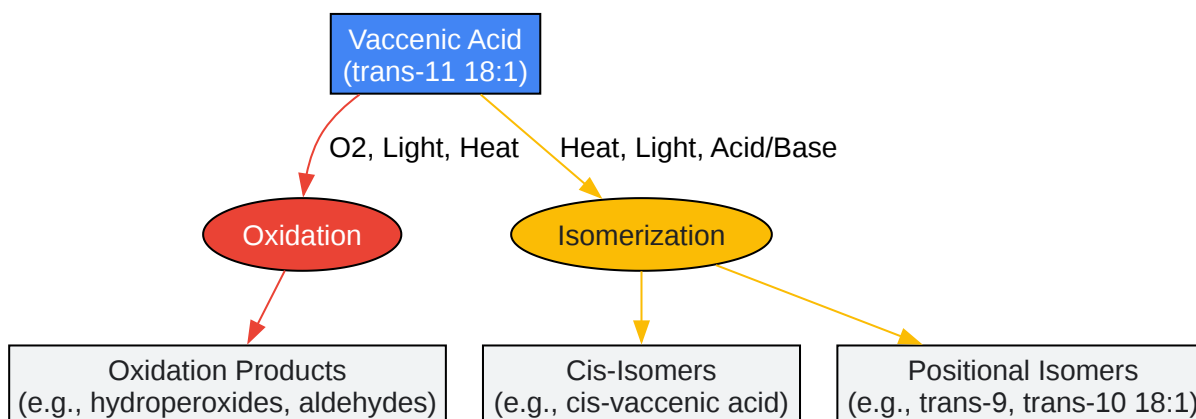 Vaccenic Acid
(trans-11 18:1)
O2, Light, Heat
Heat, Light, Acid/Base
Oxidation
Isomerization
Oxidation Products
(e.g., hydroperoxides, aldehydes)
Cis-Isomers
(e.g., cis-vaccenic acid)
Positional Isomers
(e.g., trans-9, trans-10 18:1)